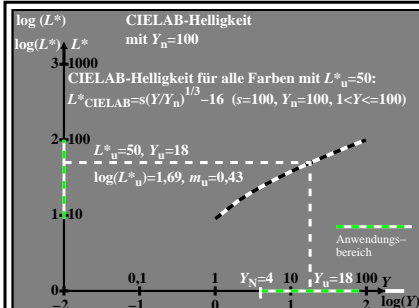 log (L*) CIELAB-Helligkeit
mit Yn=100
log(L*) L*
3 1000
CIELAB-Helligkeit für alle Farben mit L*u=50:
L*CIELAB=s(Y/Yn)1/3−16 (s=100, Yn=100, 1<Y<=100)
2 100
L*u=50, Yu=18
log(L*u)=1,69, mu=0,43
1 10
Anwendungs−
bereich
YN=4 Yu=18 Y
0 0,1 1 10 100
−2 −1 0 1 2 log(Y)